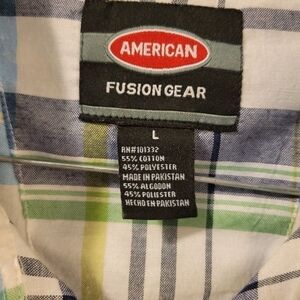 AMERICAN
FUSION GEAR
L
RN#101332
55% COTTON
45% POLYESTER
MADE IN PAKISTAN
55% ALGODON
45% POLIESTER
HECHO EN PAKISTAN